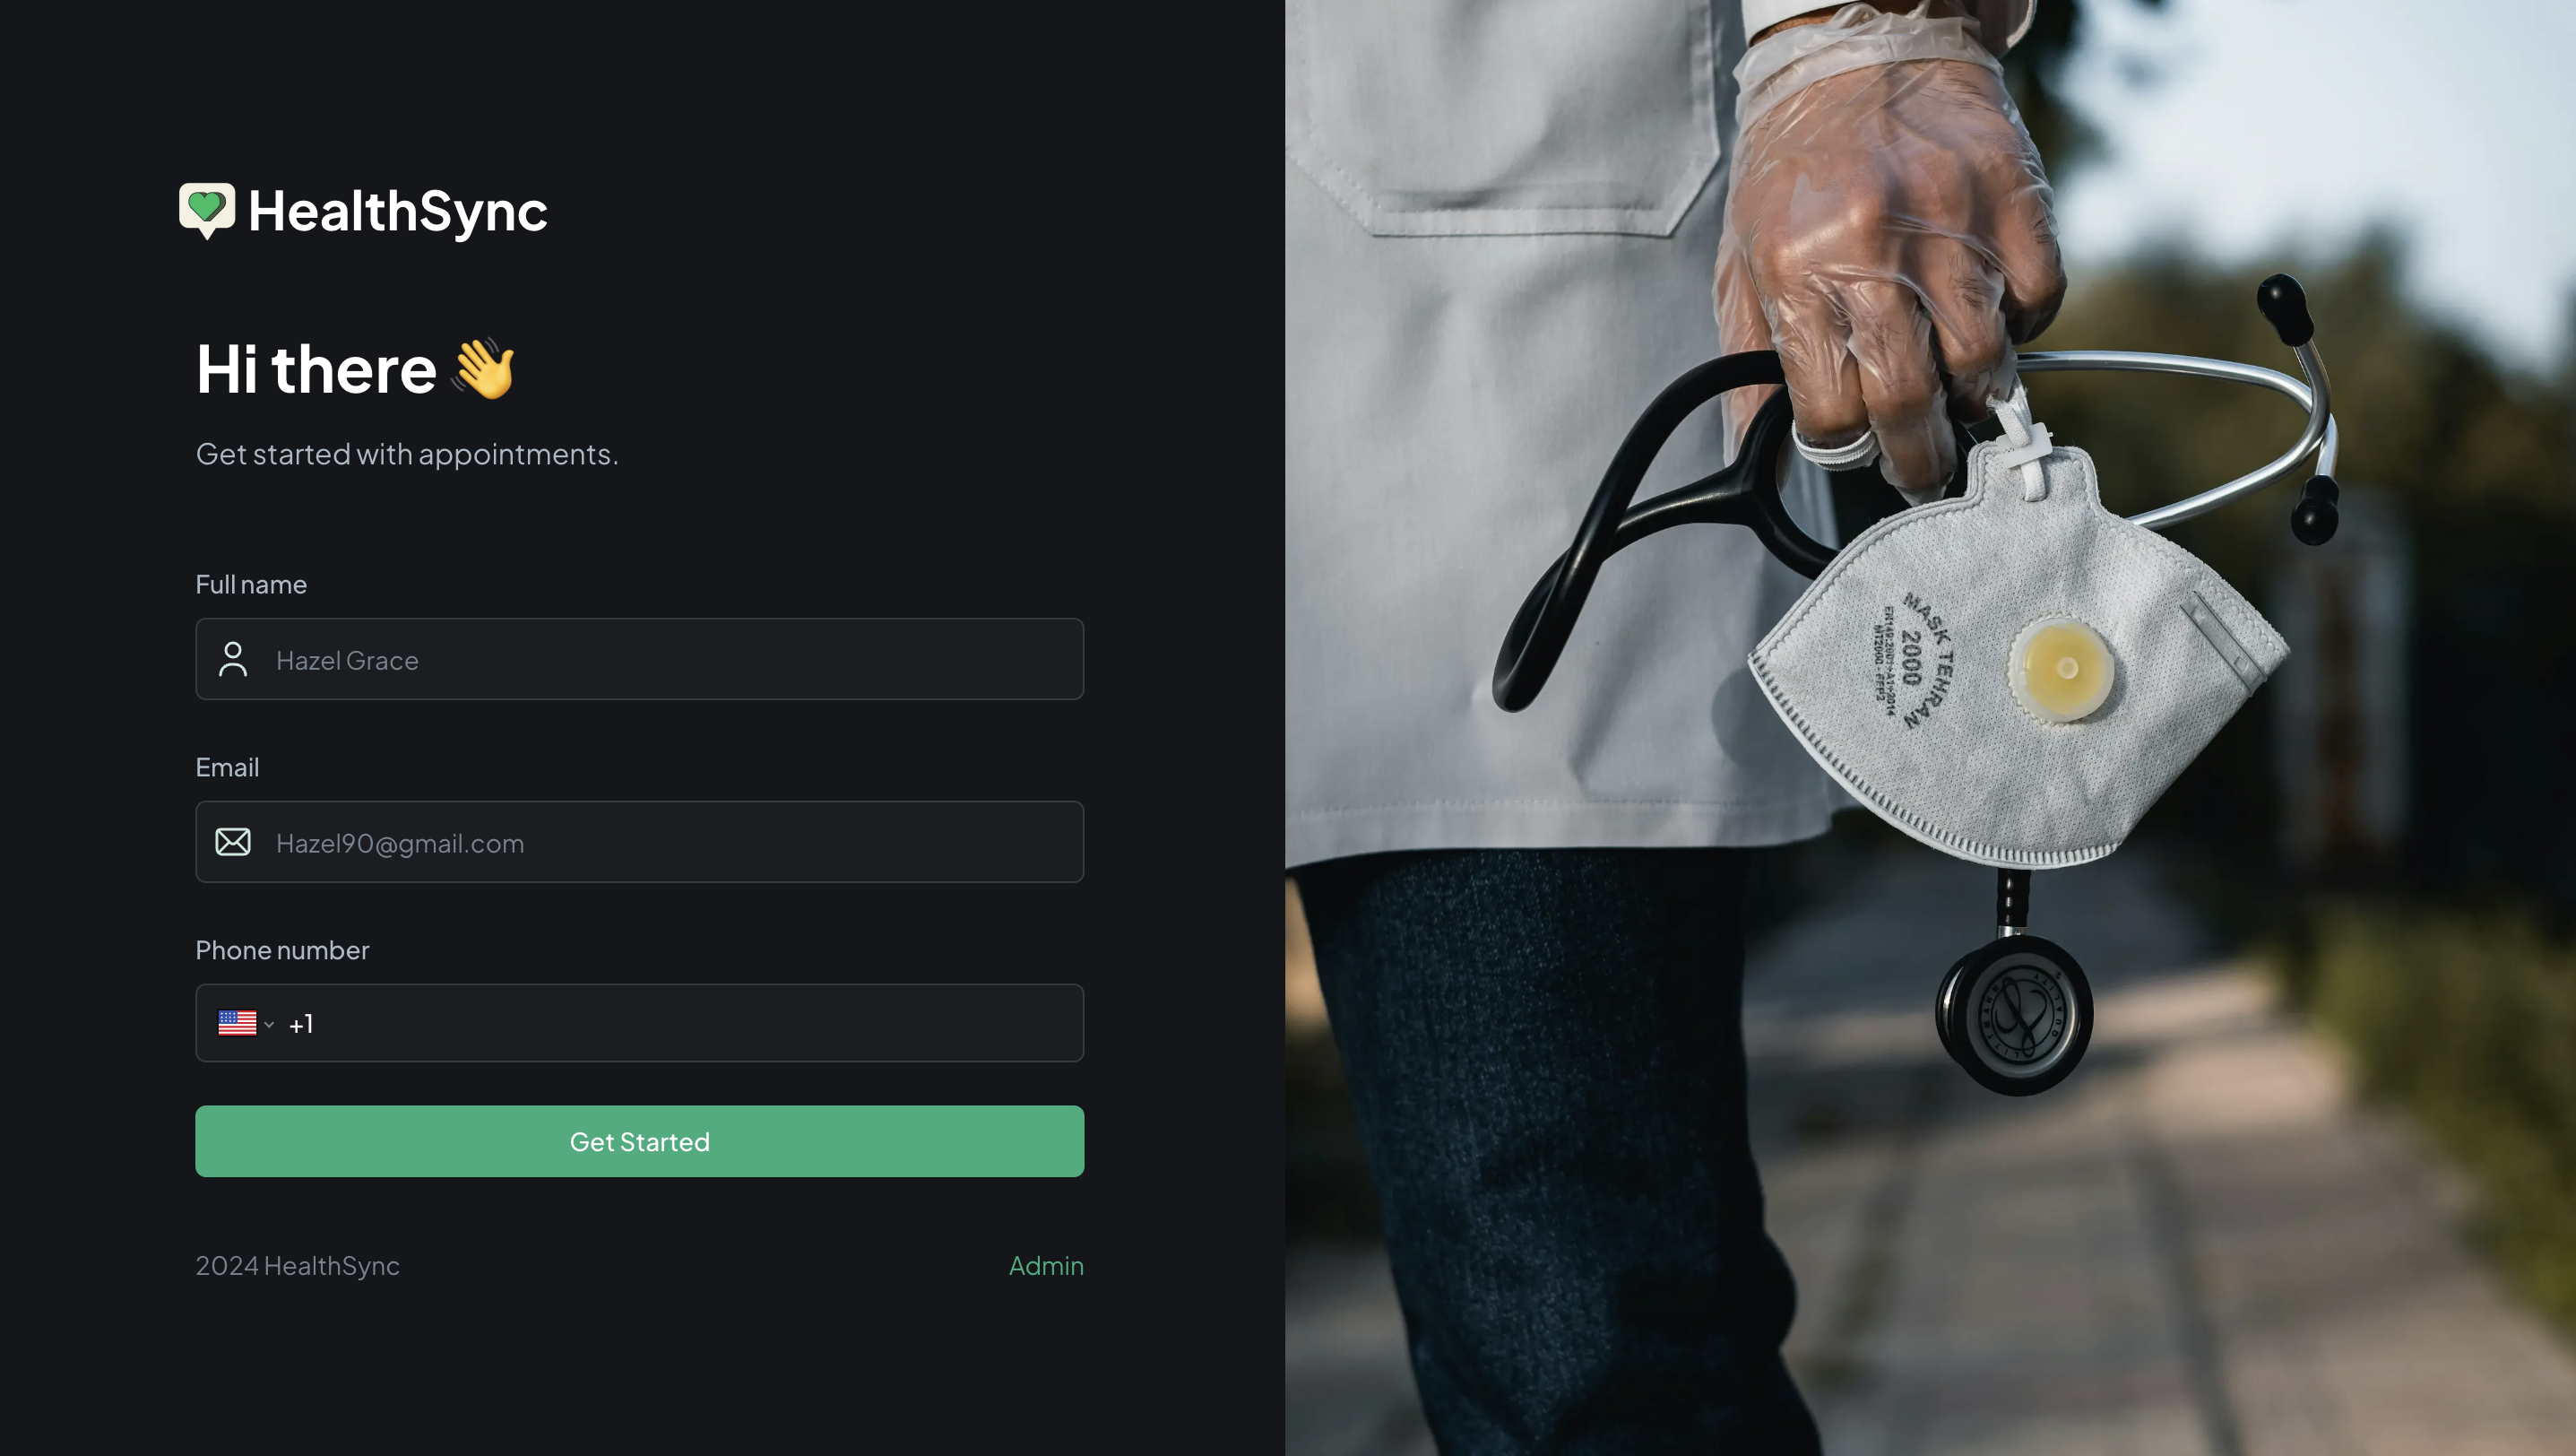 HealthSync
Hi there 👋
Get started with appointments.
Full name
Hazel Grace
Email
Hazel90@gmail.com
Phone number
+1
Get Started
2024 HealthSync
Admin
MASK TEHRAN
2000